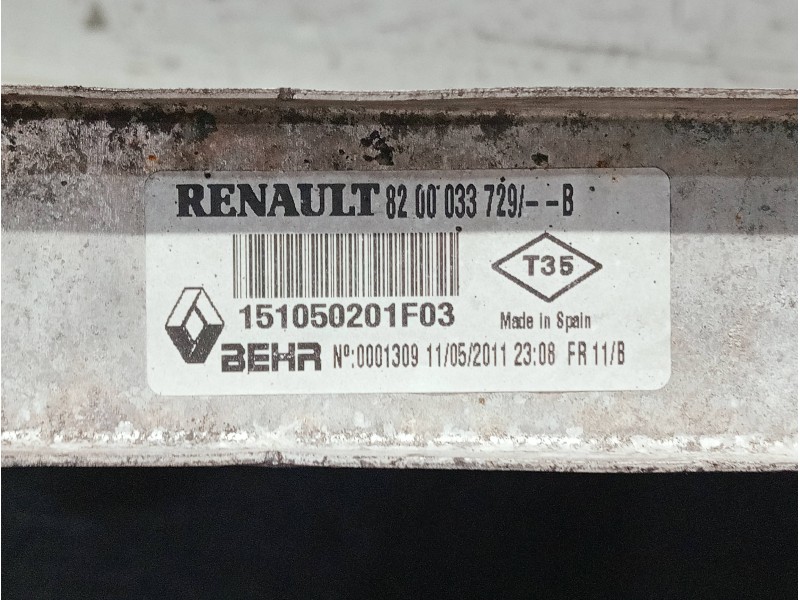 RENAULT 82 00 033 729/--B
T35
151050201F03
Made in Spain
BEHR Nº:0001309 11/05/2011 23:08 FR 11/B